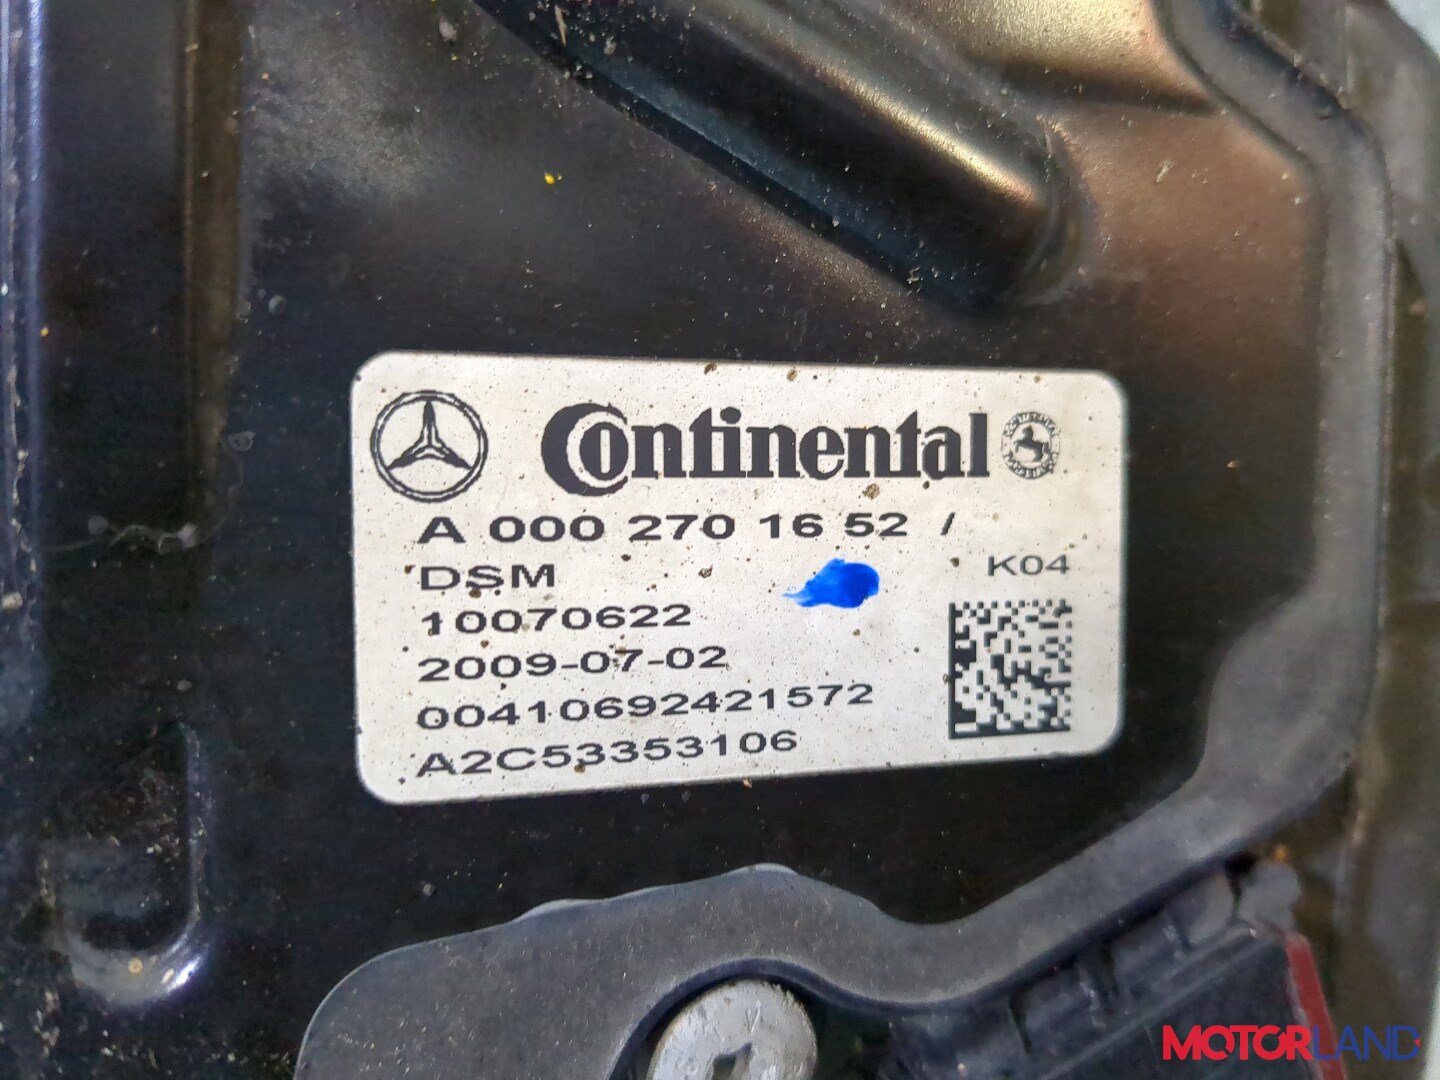 Continental
A 000 270 16 52 /
DSM
K04
10070622
2009-07-02
00410692421572
A2C53353106
MOTORLAND